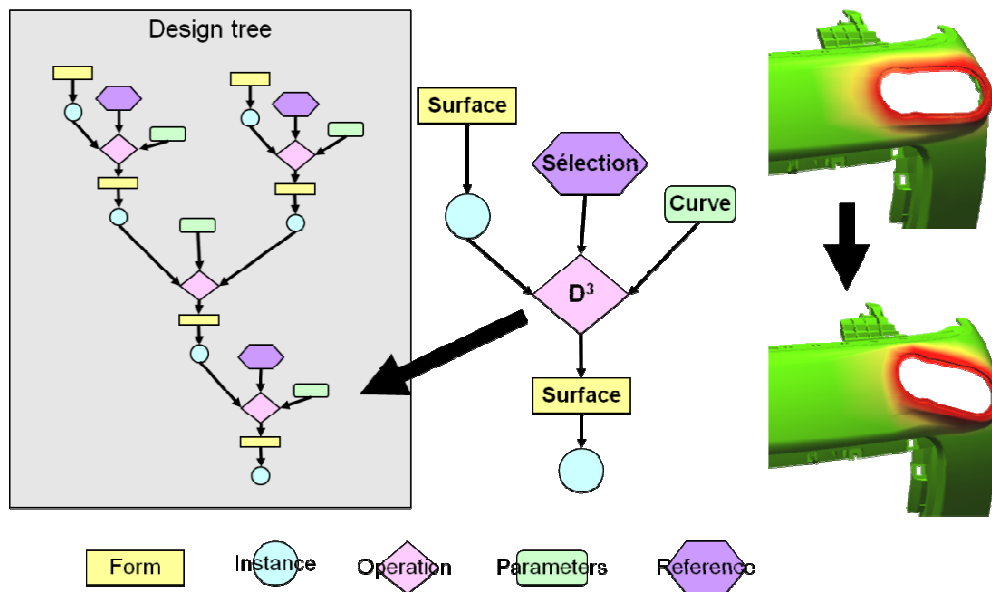 Design tree
Surface
Sélection
Curve
D³
Surface
Form
Instance
Operation
Parameters
Reference